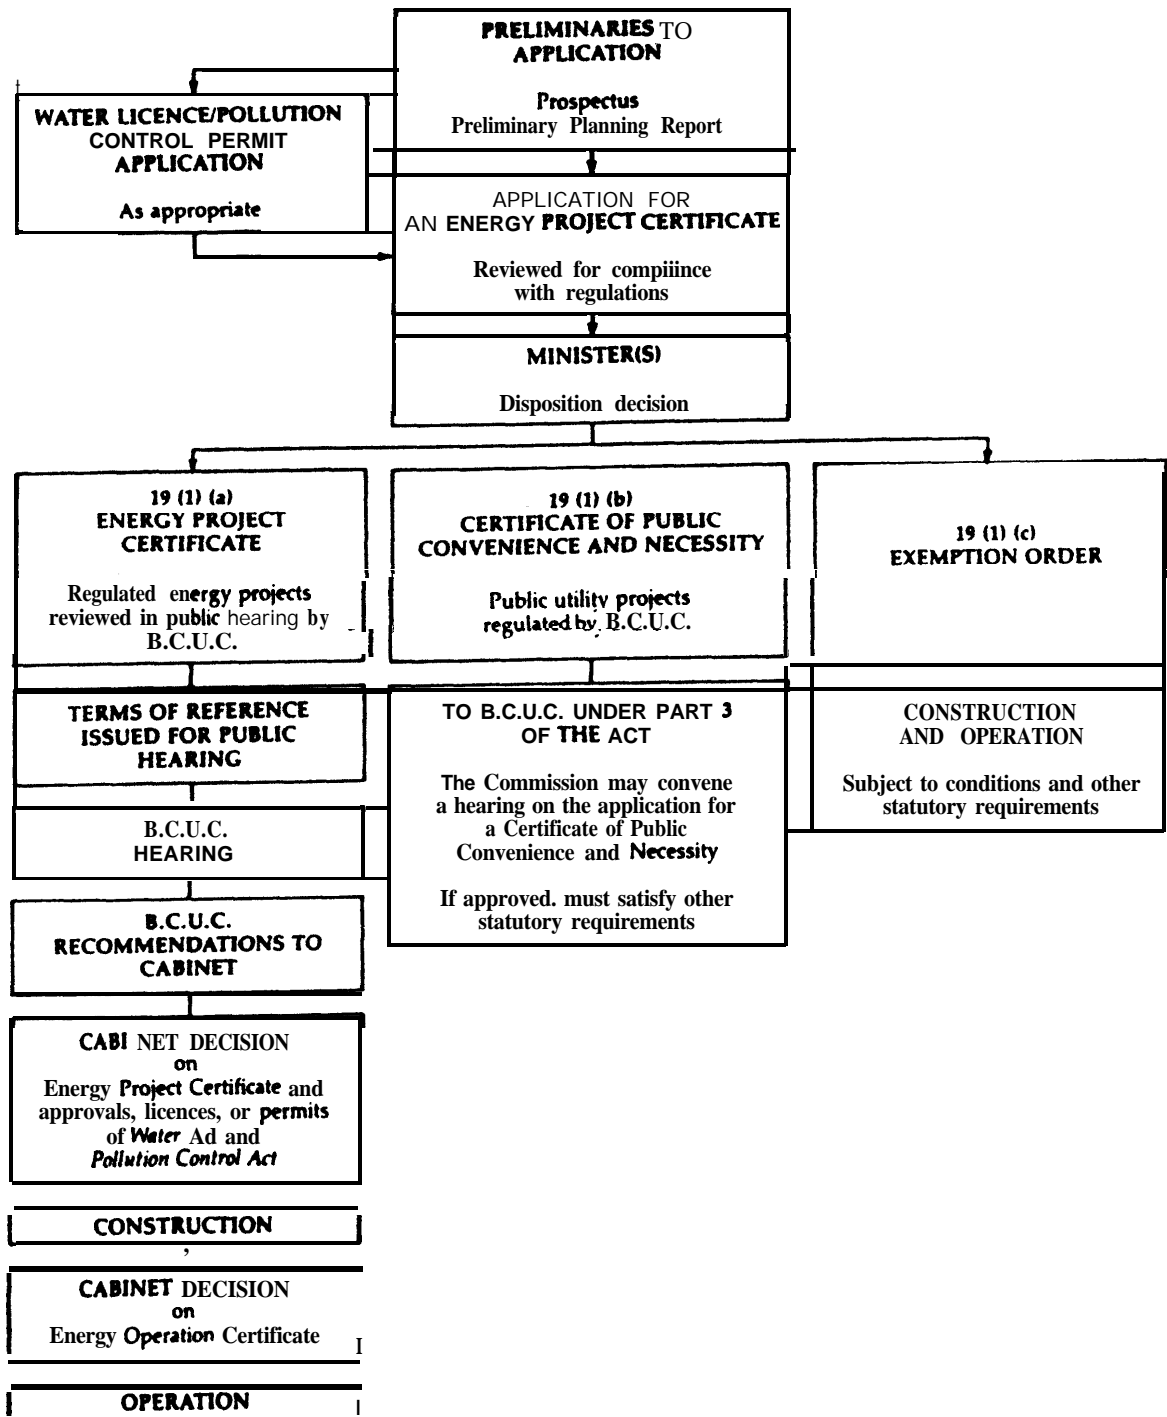 PRELIMINARIES TO
APPLICATION
Prospectus
Preliminary Planning Report
WATER LICENCE/POLLUTION
CONTROL PERMIT
APPLICATION
As appropriate
APPLICATION FOR
AN ENERGY PROJECT CERTIFICATE
Reviewed for compiiince
with regulations
MINISTER(S)
Disposition decision
19 (1) (a)
ENERGY PROJECT
CERTIFICATE
Regulated energy projects
reviewed in public hearing by
B.C.U.C.
19 (1) (b)
CERTIFICATE OF PUBLIC
CONVENIENCE AND NECESSITY
Public utility projects
regulated by B.C.U.C.
19 (1) (c)
EXEMPTION ORDER
TERMS OF REFERENCE
ISSUED FOR PUBLIC
HEARING
TO B.C.U.C. UNDER PART 3
OF THE ACT
The Commission may convene
a hearing on the application for
a Certificate of Public
Convenience and Necessity
If approved. must satisfy other
statutory requirements
CONSTRUCTION
AND OPERATION
Subject to conditions and other
statutory requirements
B.C.U.C.
HEARING
B.C.U.C.
RECOMMENDATIONS TO
CABINET
CABI NET DECISION
on
Energy Project Certificate and
approvals, licences, or permits
of Water Ad and
Pollution Control Act
CONSTRUCTION
CABINET DECISION
on
Energy Operation Certificate
OPERATION